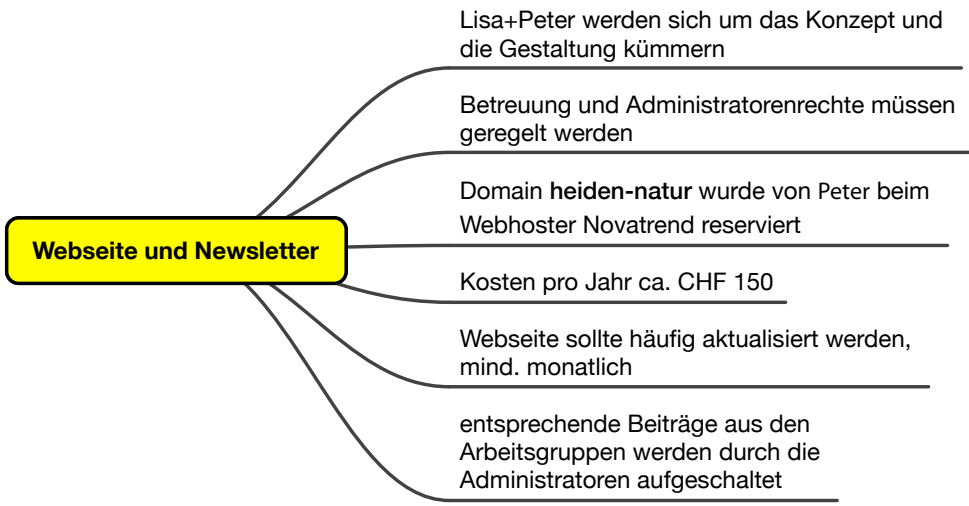 Lisa+Peter werden sich um das Konzept und
die Gestaltung kümmern
Betreuung und Administratorenrechte müssen
geregelt werden
Domain heiden-natur wurde von Peter beim
Webhoster Novatrend reserviert
Webseite und Newsletter
Kosten pro Jahr ca. CHF 150
Webseite sollte häufig aktualisiert werden,
mind. monatlich
entsprechende Beiträge aus den
Arbeitsgruppen werden durch die
Administratoren aufgeschaltet